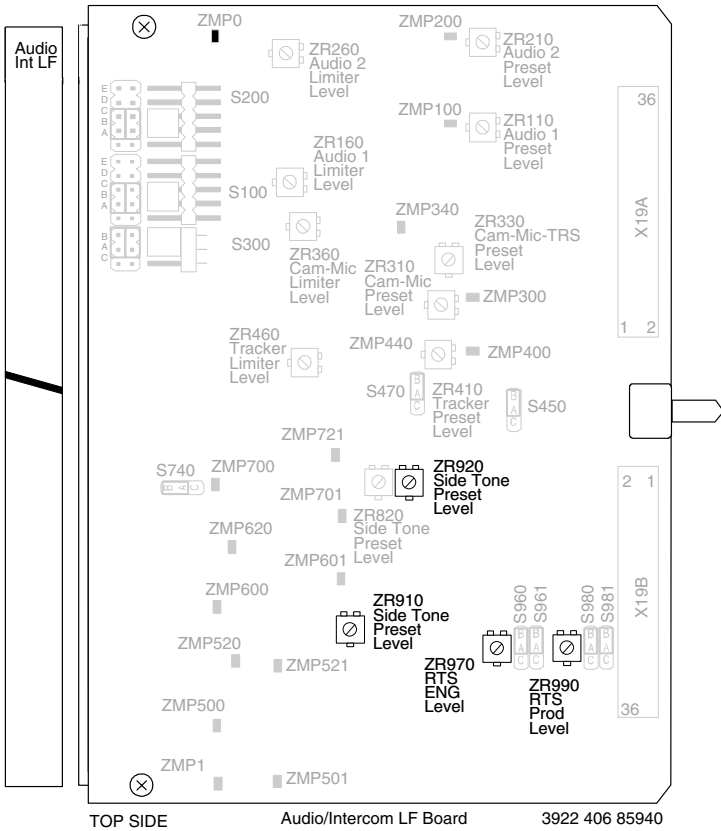 Audio
Int LF
ZMP0
ZR260
Audio 2
Limiter
Level
ZMP200
ZR210
Audio 2
Preset
Level
E
D
C
B
A
S200
ZMP100
ZR110
Audio 1
Preset
Level
36
X19A
1 2
ZR160
Audio 1
Limiter
Level
E
D
C
B
A
S100
B
A
C
S300
ZR360
Cam-Mic
Limiter
Level
ZMP340
ZR330
Cam-Mic-TRS
Preset
Level
ZR310
Cam-Mic
Preset
Level
ZMP300
ZR460
Tracker
Limiter
Level
ZMP440
ZMP400
S470
B
A
C
ZR410
Tracker
Preset
Level
B
A
C
S450
ZMP721
S740
B A C
ZMP700
ZMP701
ZR920
Side Tone
Preset
Level
ZR820
Side Tone
Preset
Level
2 1
X19B
36
ZMP620
ZMP601
ZMP600
ZR910
Side Tone
Preset
Level
S960
S961
S980
S981
B
A
C
B
A
C
B
A
C
B
A
C
ZMP520
ZMP521
ZR970
RTS
ENG
Level
ZR990
RTS
Prod
Level
ZMP500
ZMP1
ZMP501
TOP SIDE
Audio/Intercom LF Board
3922 406 85940